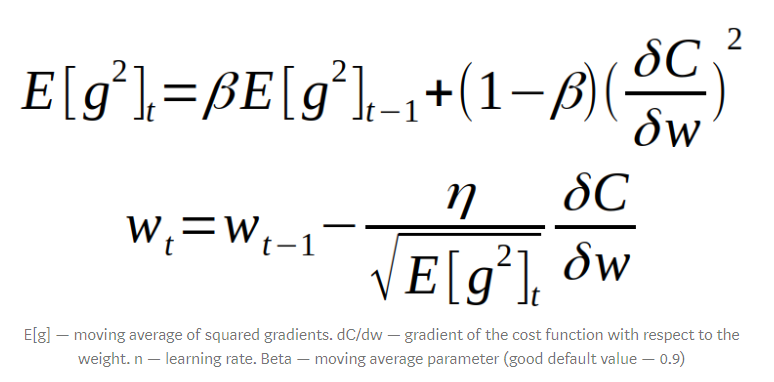 E[g²]ₜ=βE[g²]ₜ₋₁+(1−β)(δC/δw)²
wₜ=wₜ₋₁−η/√E[g²]ₜ δC/δw
E[g] — moving average of squared gradients. dC/dw — gradient of the cost function with respect to the
weight. n — learning rate. Beta — moving average parameter (good default value — 0.9)